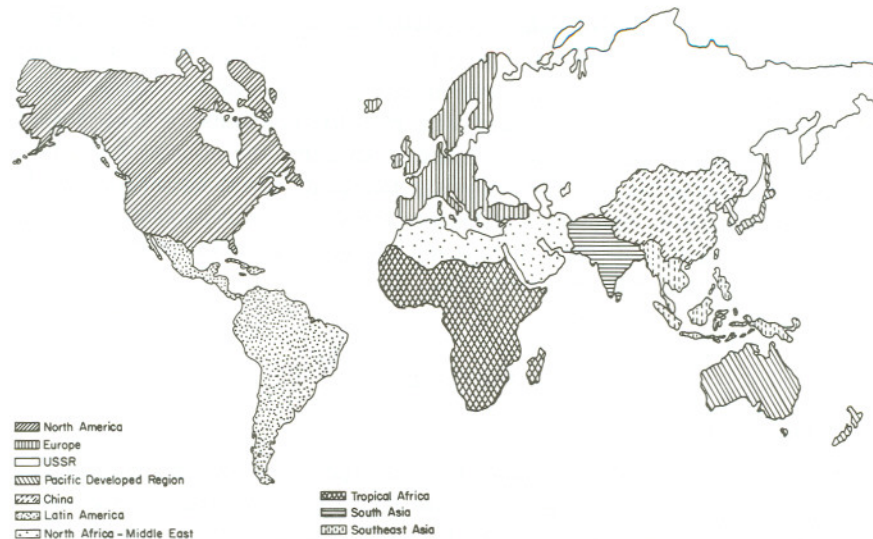 North America
Europe
USSR
Pacific Developed Region
China
Latin America
North Africa - Middle East
Tropical Africa
South Asia
Southeast Asia